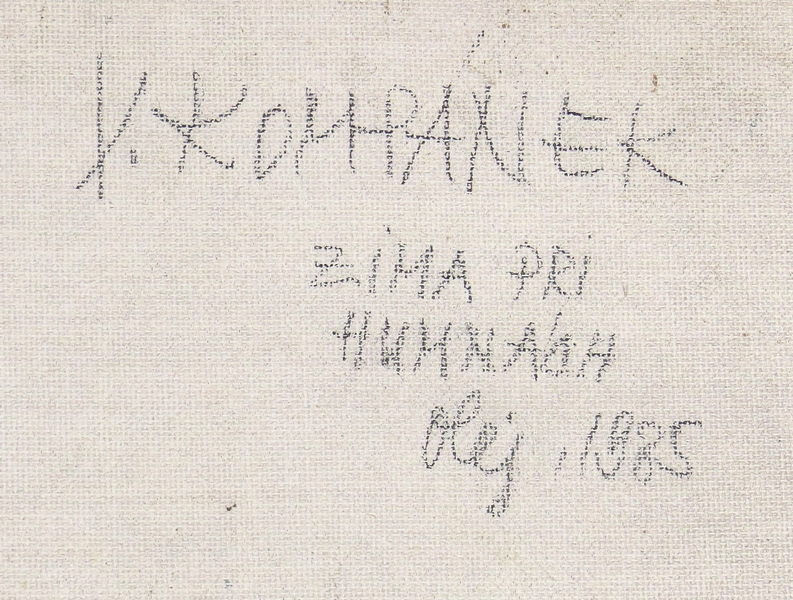 V. KOMPÁNEK
ZiMA PRi
HUMNÁCH
Olej, 1985